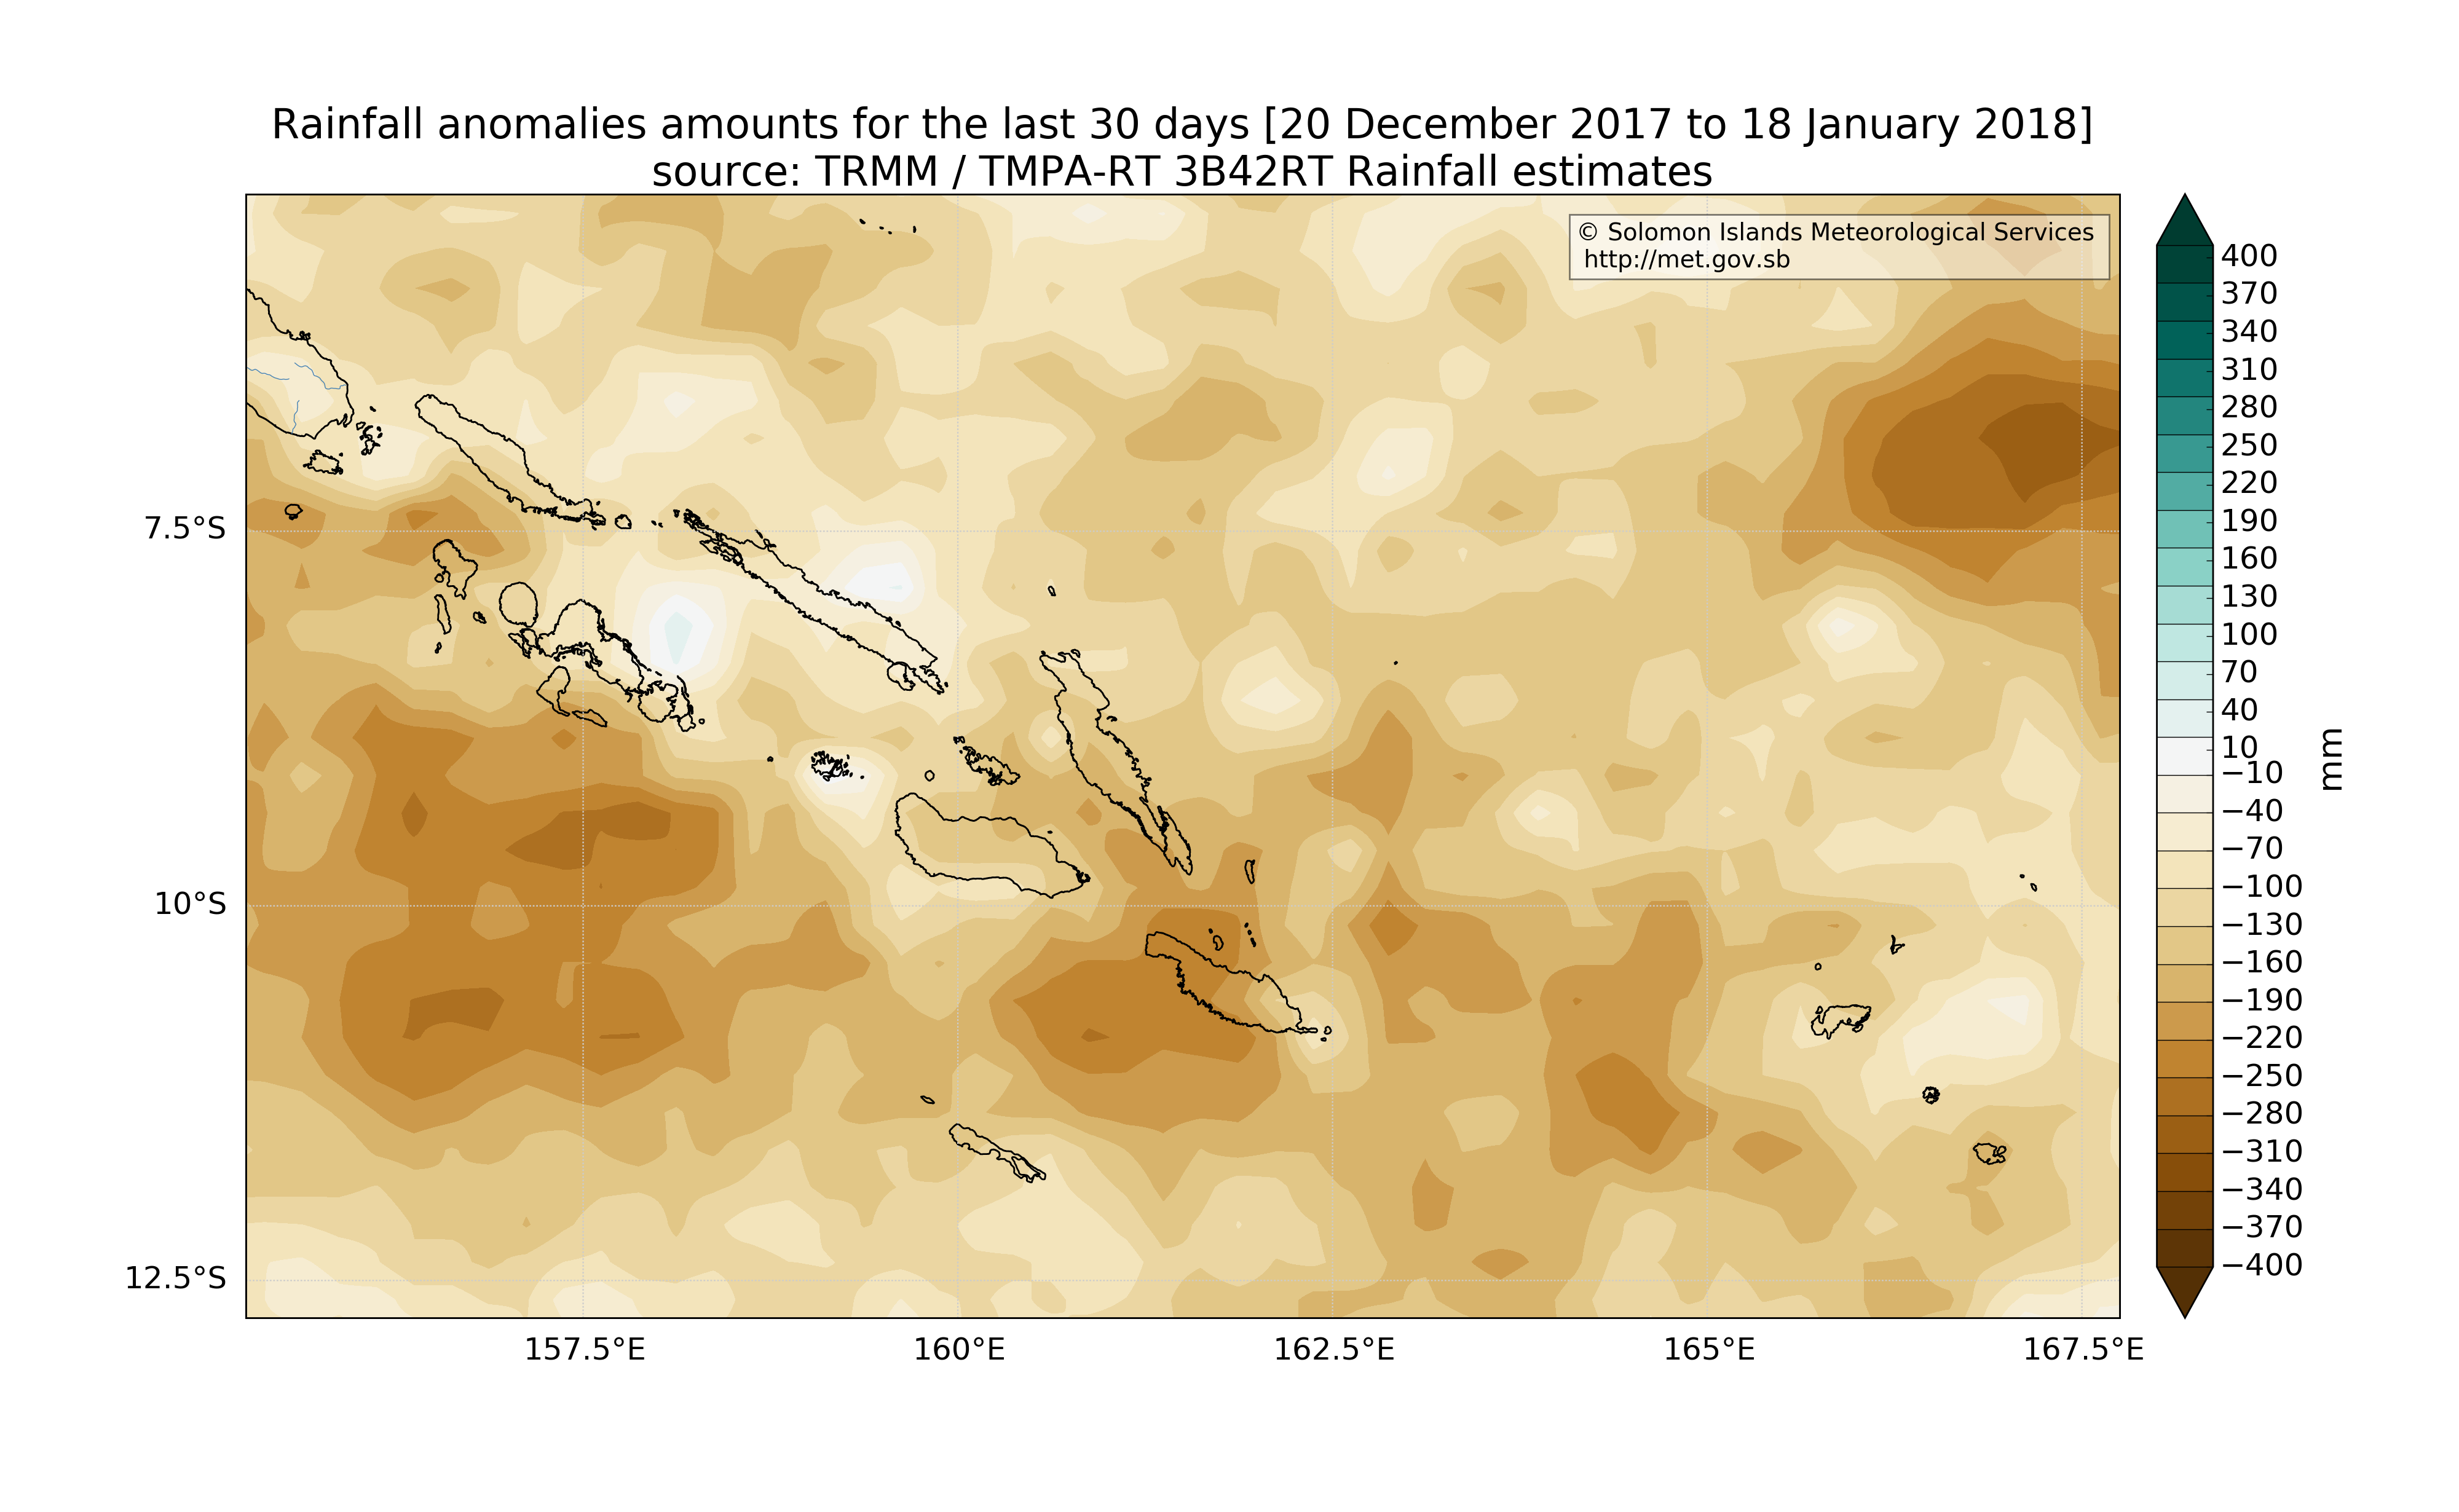 Rainfall anomalies amounts for the last 30 days [20 December 2017 to 18 January 2018]
source: TRMM / TMPA-RT 3B42RT Rainfall estimates
© Solomon Islands Meteorological Services
http://met.gov.sb
7.5°S
10°S
12.5°S
157.5°E
160°E
162.5°E
165°E
167.5°E
400
370
340
310
280
250
220
190
160
130
100
70
40
10
−10
−40
−70
−100
−130
−160
−190
−220
−250
−280
−310
−340
−370
−400
mm